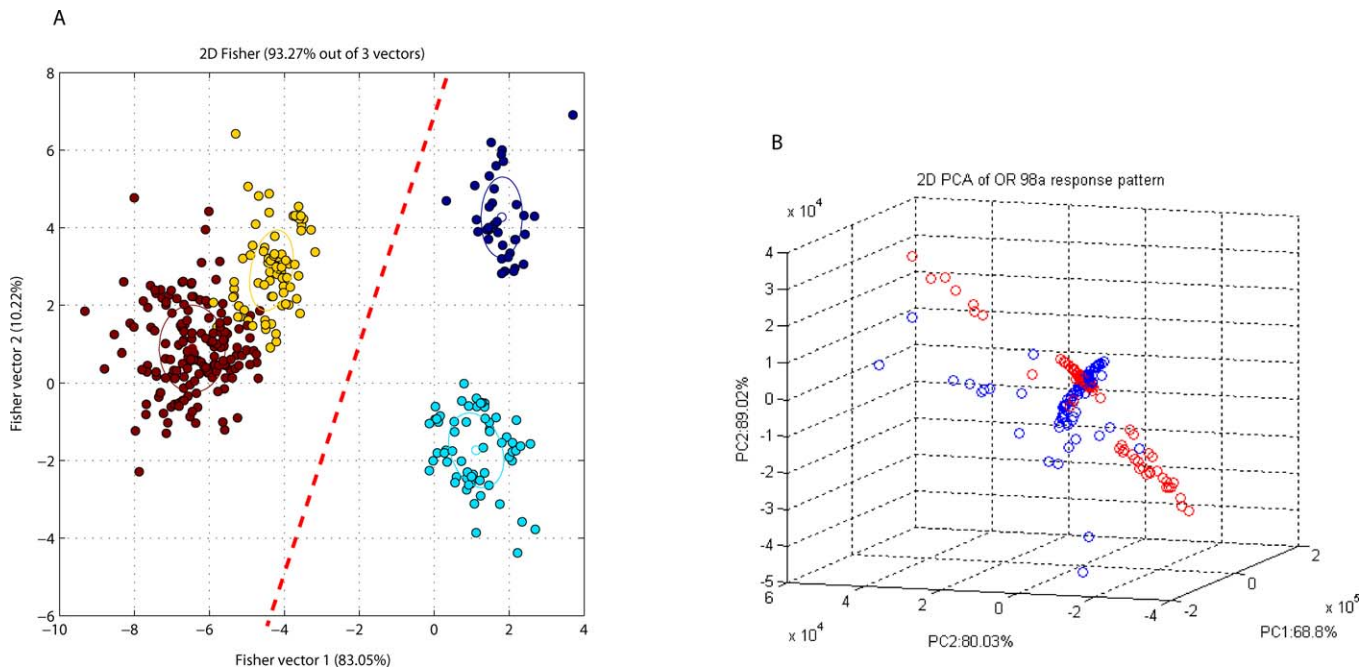 A
2D Fisher (93.27% out of 3 vectors)
8
6
4
2
0
−2
−4
−6
Fisher vector 2 (10.22%)
−10
−8
−6
−4
−2
0
2
4
Fisher vector 1 (83.05%)
B
2D PCA of OR 98a response pattern
x 10^4
4
3
2
1
0
-1
-2
-3
-4
-5
PC2:89.02%
6
4
2
0
-2
-4
x 10^4
PC2:80.03%
-2
0
2
x 10^5
PC1:68.8%